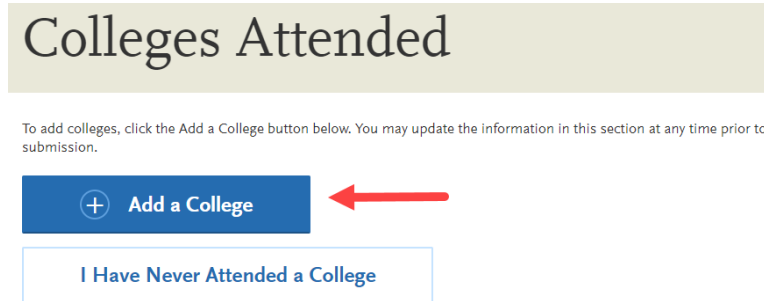 Colleges Attended
To add colleges, click the Add a College button below. You may update the information in this section at any time prior to
submission.
Add a College
I Have Never Attended a College